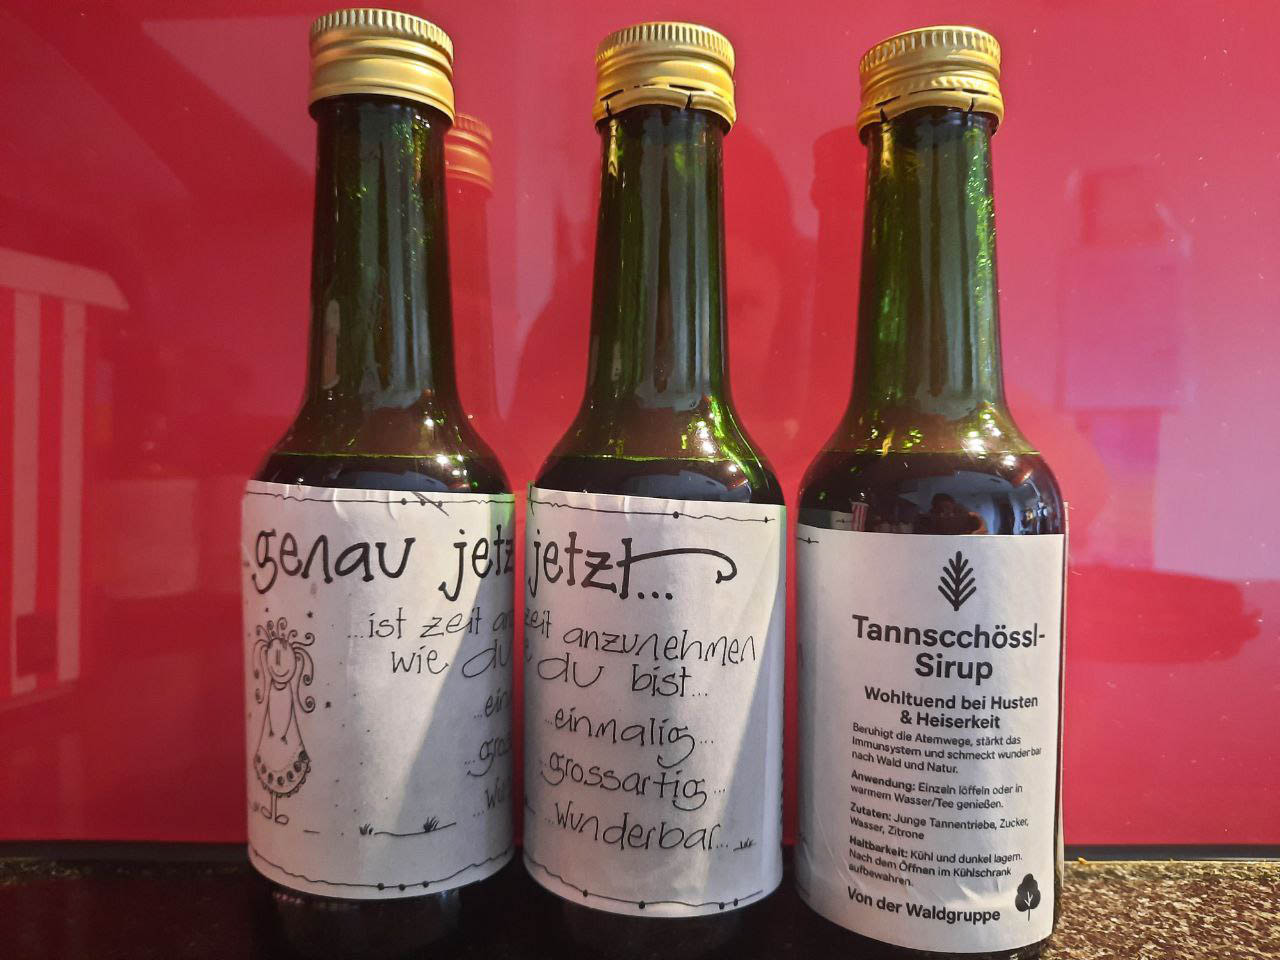 genau jetz
...ist zeit an
wie du
...ein
...gros
...wu
jetzt...
zeit anzunehmen
e du bist...
...einmalig...
...grossartig...
...wunderbar...
Tannscchössl-
Sirup
Wohltuend bei Husten
& Heiserkeit
Beruhigt die Atemwege, stärkt das
Immunsystem und schmeckt wunderbar
nach Wald und Natur.
Anwendung: Einzeln löffeln oder in
warmem Wasser/Tee genießen.
Zutaten: Junge Tannentriebe, Zucker,
Wasser, Zitrone
Haltbarkeit: Kühl und dunkel lagern.
Nach dem Öffnen im Kühlschrank
aufbewahren.
Von der Waldgruppe